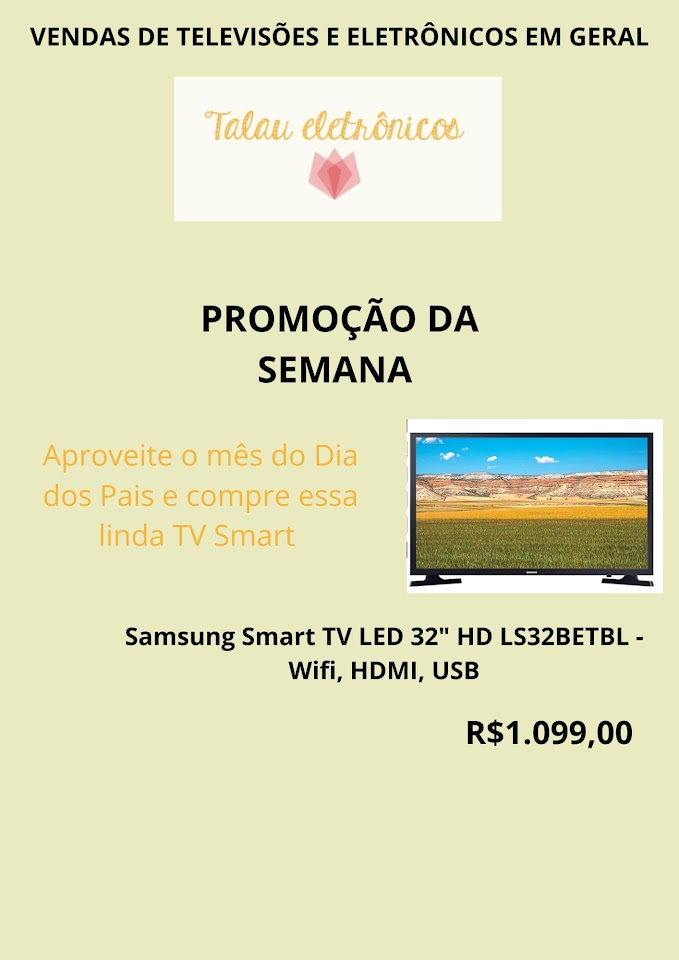 VENDAS DE TELEVISÕES E ELETRÔNICOS EM GERAL
Talau eletrônicos
PROMOÇÃO DA
SEMANA
Aproveite o mês do Dia
dos Pais e compre essa
linda TV Smart
SAMSUNG
Samsung Smart TV LED 32" HD LS32BETBL -
Wifi, HDMI, USB
R$1.099,00